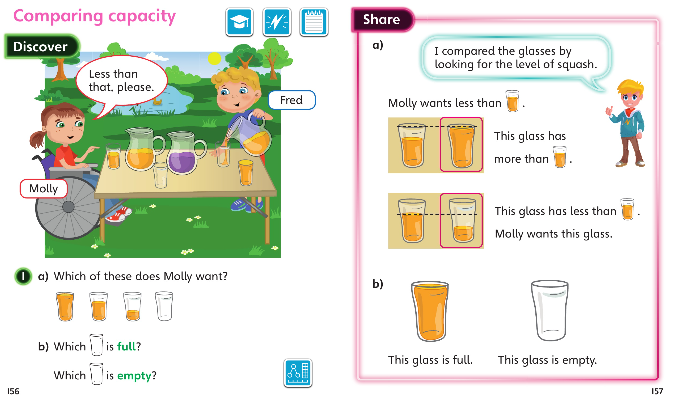 Comparing capacity
Discover
Less than
that, please.
Fred
Molly
1 a) Which of these does Molly want?
b) Which is full?
Which is empty?
156
Share
a)
I compared the glasses by
looking for the level of squash.
Molly wants less than .
This glass has
more than .
This glass has less than .
Molly wants this glass.
b)
This glass is full.
This glass is empty.
157